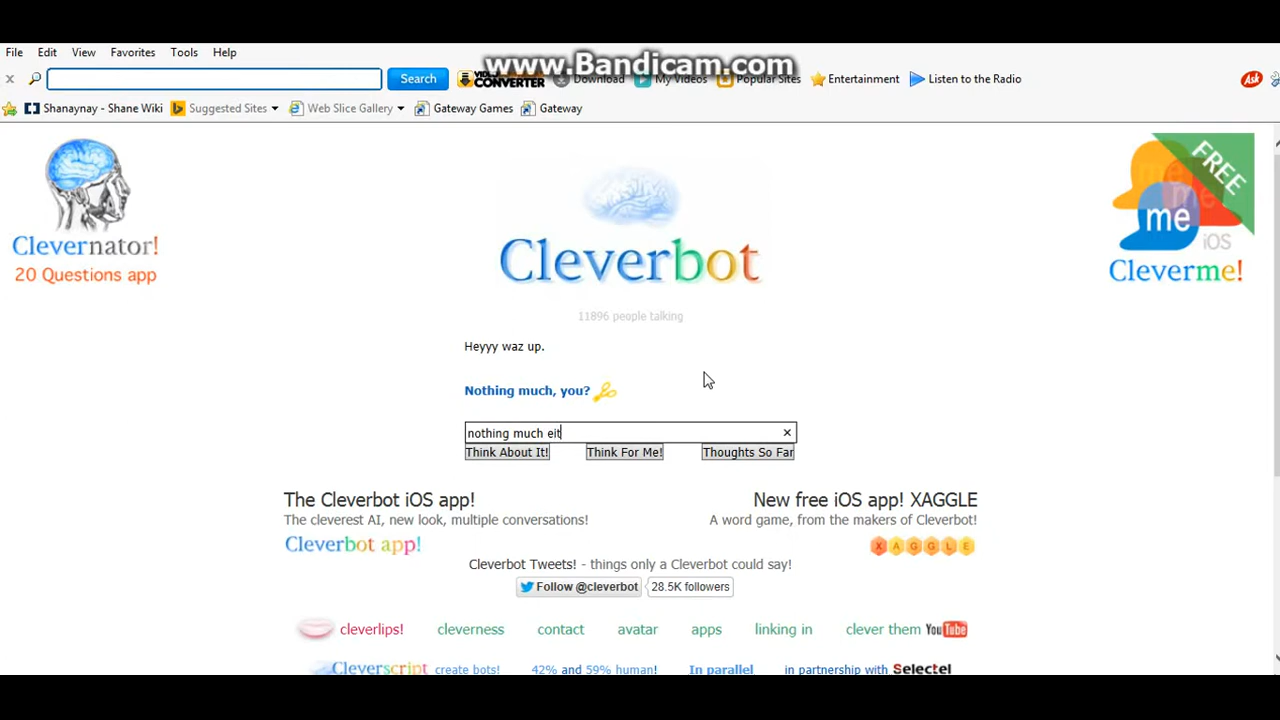 www.Bandicam.com
File Edit View Favorites Tools Help
Search VIDEO CONVERTER Download My Videos Popular Sites Entertainment Listen to the Radio Ask
Shanaynay - Shane Wiki Suggested Sites Web Slice Gallery Gateway Games Gateway
Clevernator!
20 Questions app
Cleverbot
FREE
me
me
me
iOS
Cleverme!
11896 people talking
Heyyy waz up.
Nothing much, you?
nothing much eit
Think About It! Think For Me! Thoughts So Far
The Cleverbot iOS app! New free iOS app! XAGGLE
The cleverest AI, new look, multiple conversations! A word game, from the makers of Cleverbot!
Cleverbot app! XAGGLE
Cleverbot Tweets! - things only a Cleverbot could say!
Follow @cleverbot 28.5K followers
cleverlips! cleverness contact avatar apps linking in clever them YouTube
Cleverscript create bots! 42% and 59% human! In parallel in partnership with Selectel